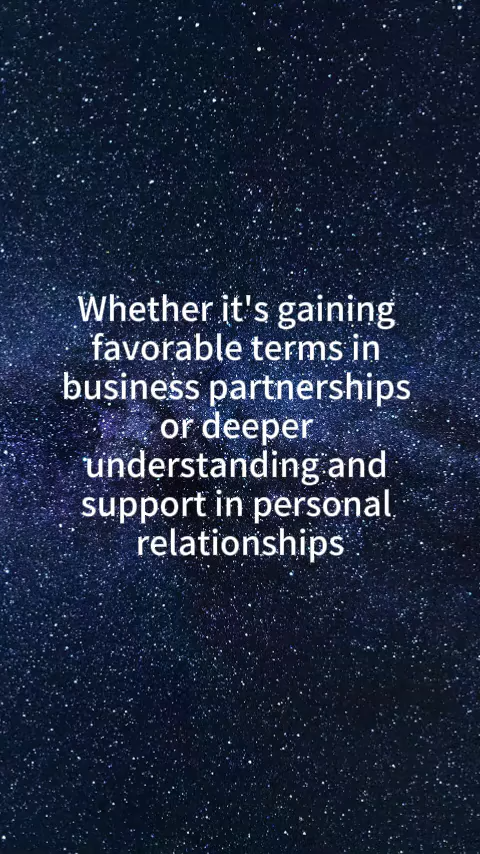 Whether it's gaining
favorable terms in
business partnerships
or deeper
understanding and
support in personal
relationships